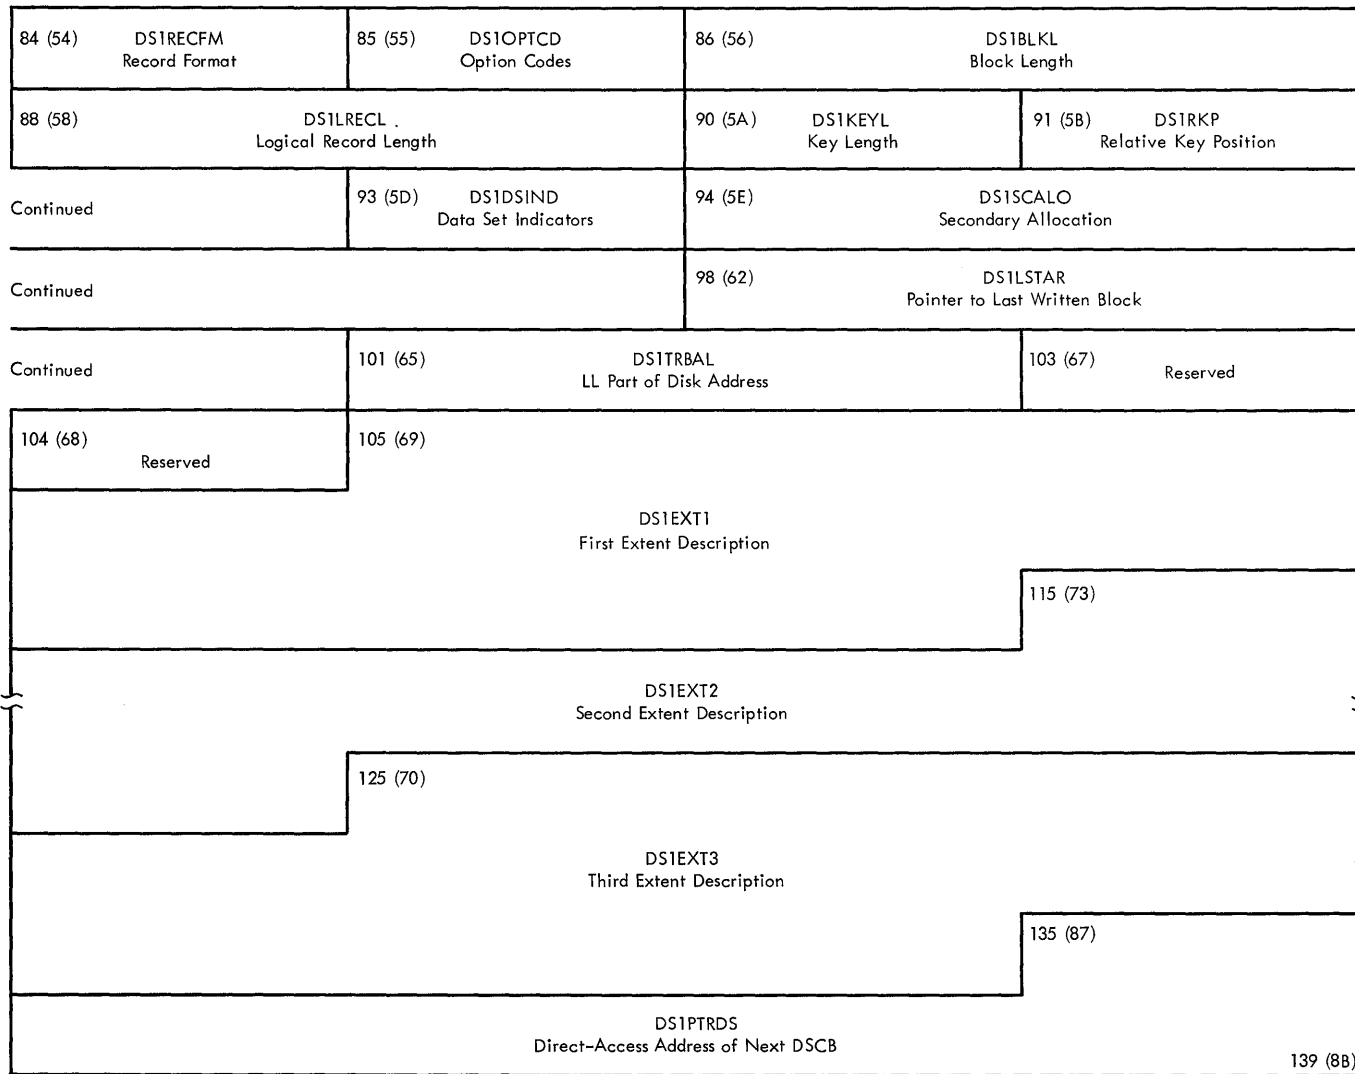 84 (54) DS1RECFM 85 (55) DS1OPTCD 86 (56) DS1BLKL
Record Format Option Codes Block Length
88 (58) DS1LRECL . 90 (5A) DS1KEYL 91 (5B) DS1RKP
Logical Record Length Key Length Relative Key Position
Continued 93 (5D) DS1DSIND 94 (5E) DS1SCALO
Data Set Indicators Secondary Allocation
Continued 98 (62) DS1LSTAR
Pointer to Last Written Block
Continued 101 (65) DS1TRBAL 103 (67) Reserved
LL Part of Disk Address
104 (68) 105 (69)
Reserved
DS1EXT1
First Extent Description
115 (73)
DS1EXT2
Second Extent Description
125 (70)
DS1EXT3
Third Extent Description
135 (87)
DS1PTRDS
Direct-Access Address of Next DSCB
139 (8B)